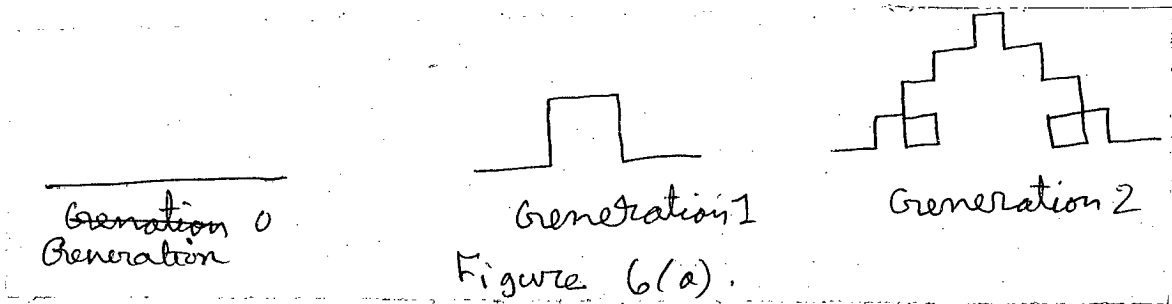 Grenation 0
Generation
Generation 1
Generation 2
Figure 6(a).